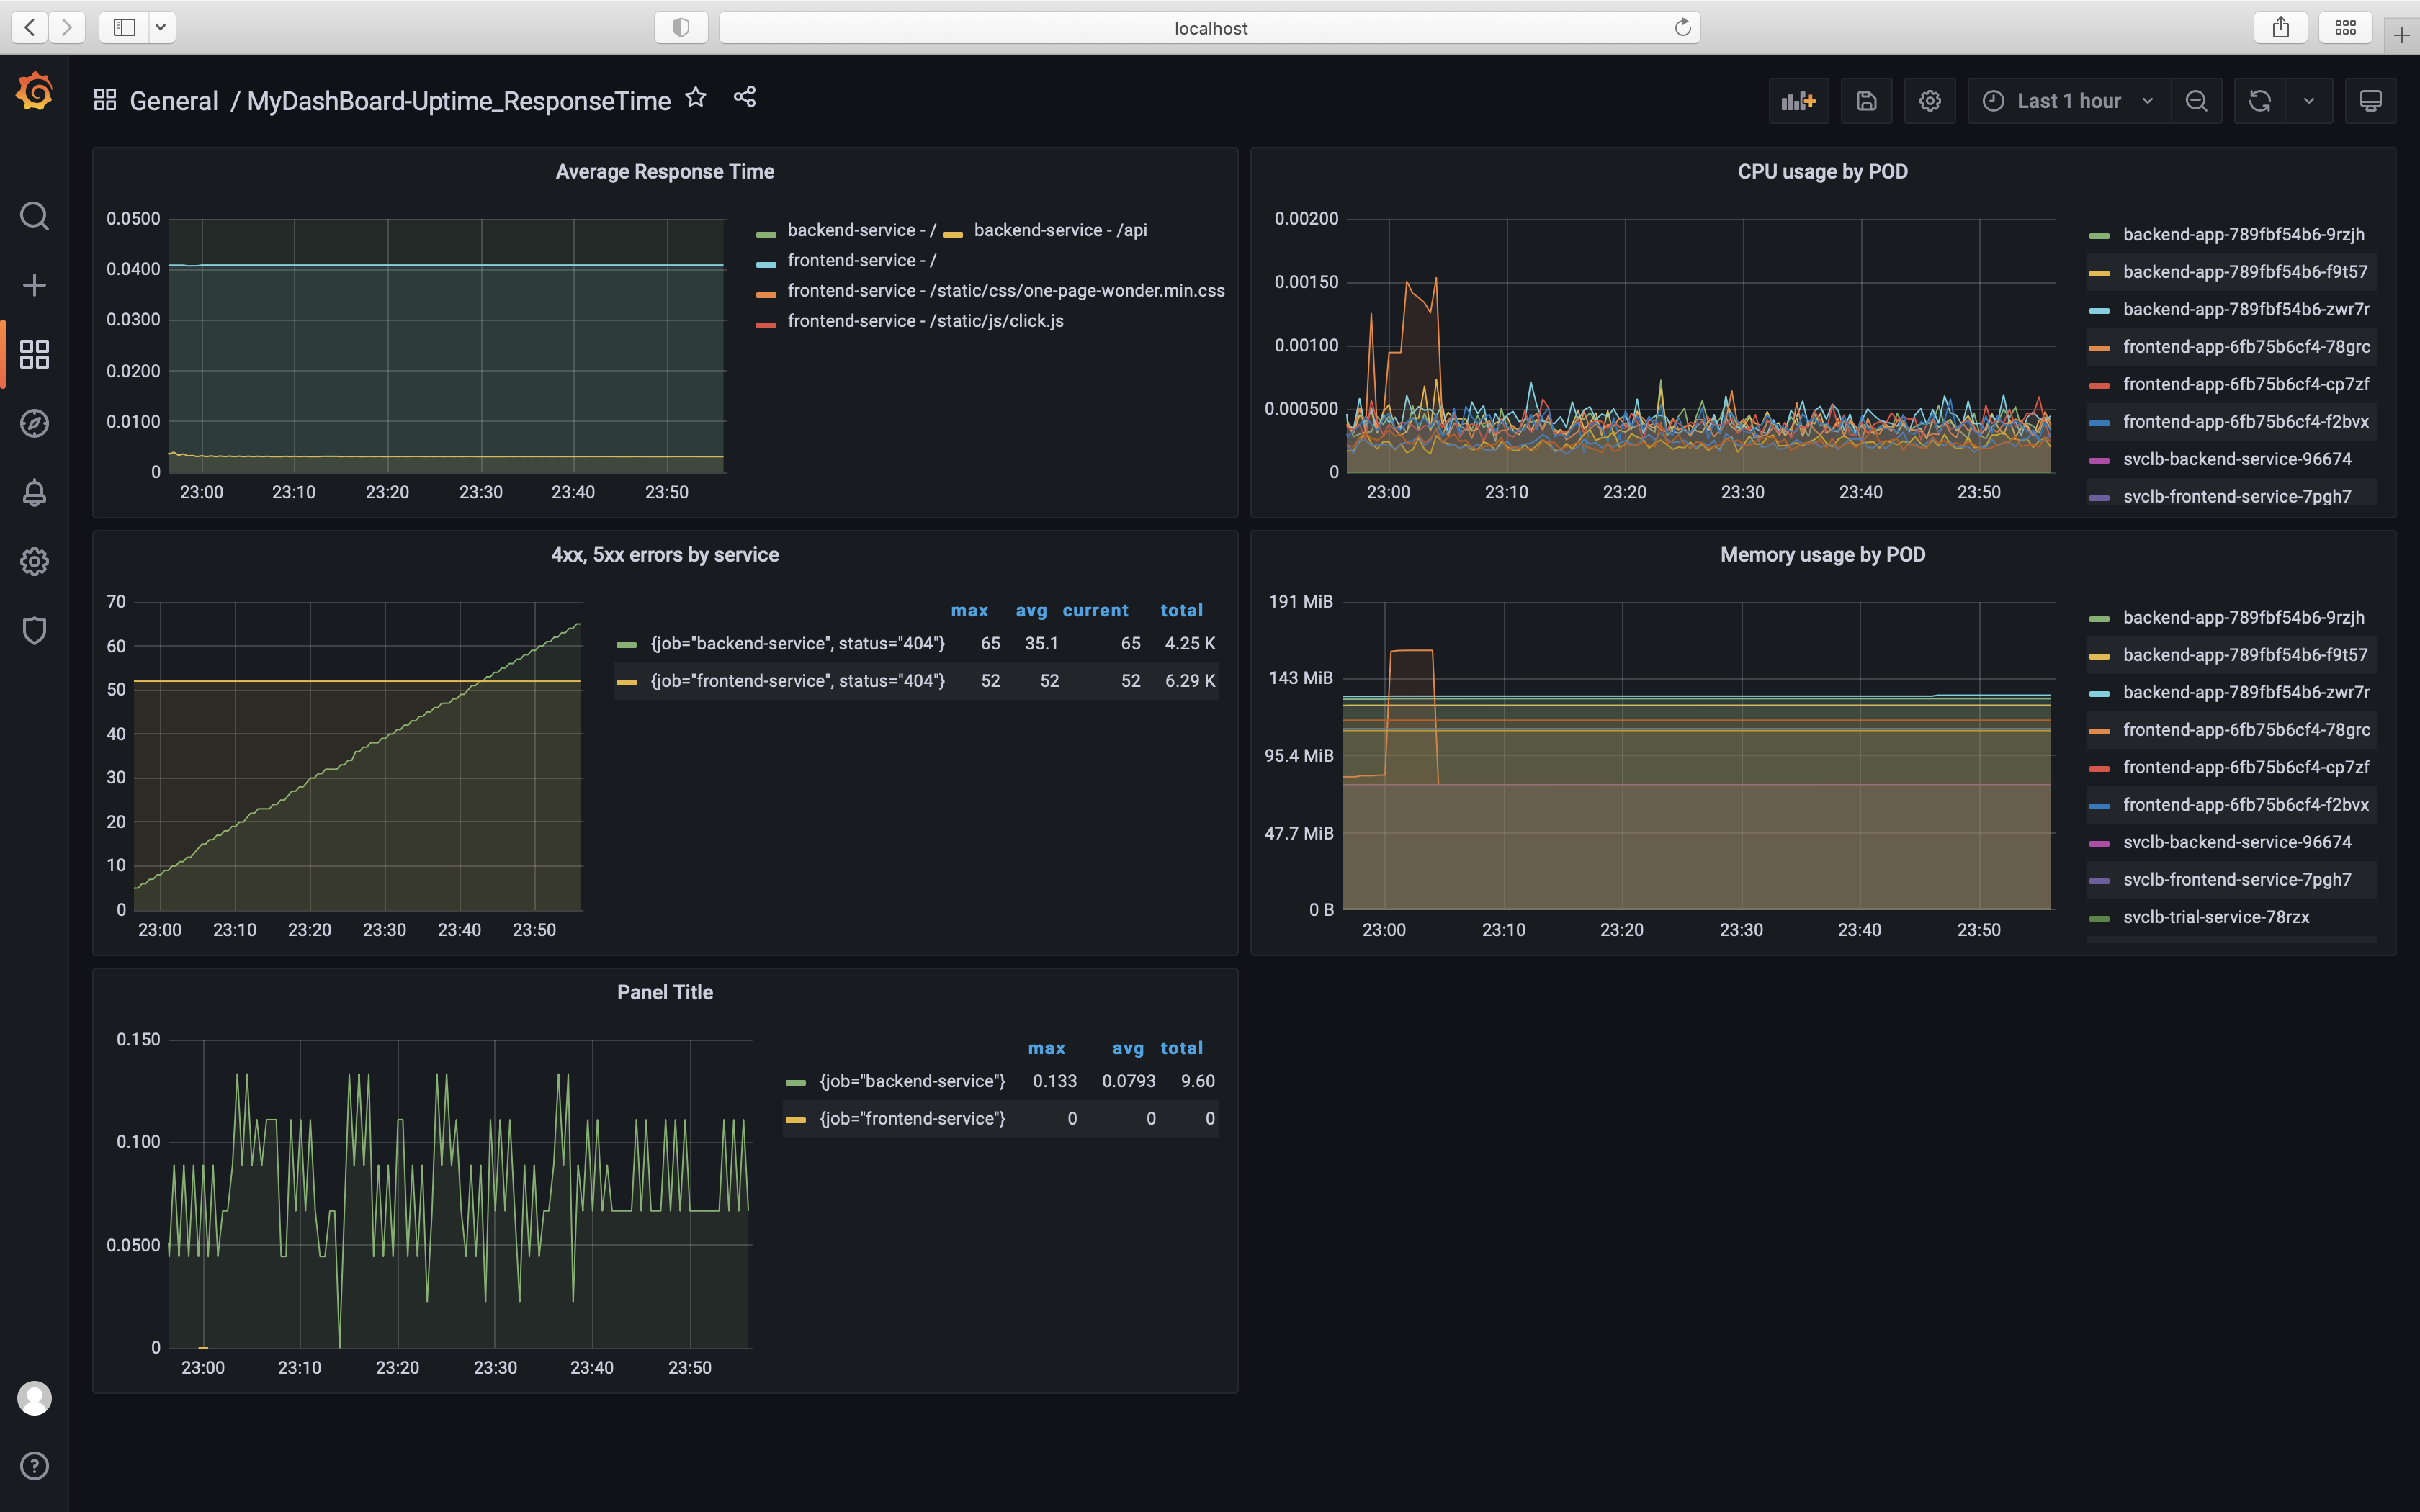 localhost
General / MyDashBoard-Uptime_ResponseTime
Last 1 hour
Average Response Time
0.0500
0.0400
0.0300
0.0200
0.0100
0
23:00 23:10 23:20 23:30 23:40 23:50
backend-service - / backend-service - /api
frontend-service - /
frontend-service - /static/css/one-page-wonder.min.css
frontend-service - /static/js/click.js
CPU usage by POD
0.00200
0.00150
0.00100
0.000500
0
23:00 23:10 23:20 23:30 23:40 23:50
backend-app-789fbf54b6-9rzjh
backend-app-789fbf54b6-f9t57
backend-app-789fbf54b6-zwr7r
frontend-app-6fb75b6cf4-78grc
frontend-app-6fb75b6cf4-cp7zf
frontend-app-6fb75b6cf4-f2bvx
svclb-backend-service-96674
svclb-frontend-service-7pgh7
4xx, 5xx errors by service
70
60
50
40
30
20
10
0
23:00 23:10 23:20 23:30 23:40 23:50
max avg current total
{job="backend-service", status="404"} 65 35.1 65 4.25 K
{job="frontend-service", status="404"} 52 52 52 6.29 K
Memory usage by POD
191 MiB
143 MiB
95.4 MiB
47.7 MiB
0 B
23:00 23:10 23:20 23:30 23:40 23:50
backend-app-789fbf54b6-9rzjh
backend-app-789fbf54b6-f9t57
backend-app-789fbf54b6-zwr7r
frontend-app-6fb75b6cf4-78grc
frontend-app-6fb75b6cf4-cp7zf
frontend-app-6fb75b6cf4-f2bvx
svclb-backend-service-96674
svclb-frontend-service-7pgh7
svclb-trial-service-78rzx
Panel Title
0.150
0.100
0.0500
0
23:00 23:10 23:20 23:30 23:40 23:50
max avg total
{job="backend-service"} 0.133 0.0793 9.60
{job="frontend-service"} 0 0 0